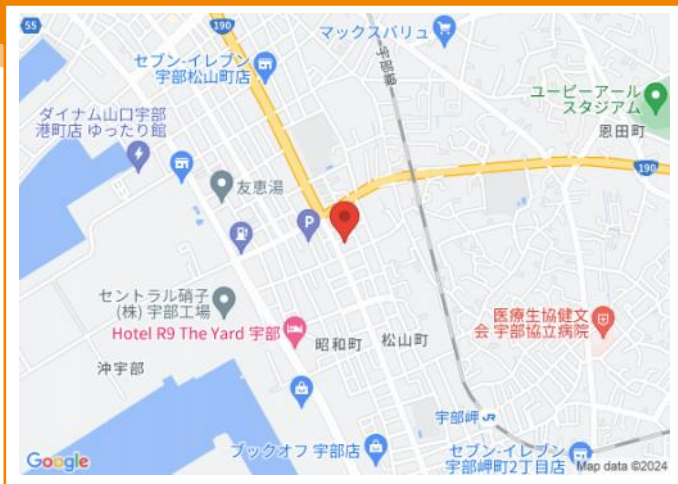 55
190
マックスバリュ
セブン-イレブン
宇部松山町店
宇部線
ユーピーアール
スタジアム
恩田町
ダイナム山口宇部
港町店 ゆったり館
190
友恵湯
P
セントラル硝子
(株) 宇部工場
医療生協健文
会 宇部協立病院
Hotel R9 The Yard 宇部
昭和町
松山町
沖宇部
宇部岬 JR
ブックオフ 宇部店
セブン-イレブン
宇部岬町2丁目店
Google
Map data ©2024